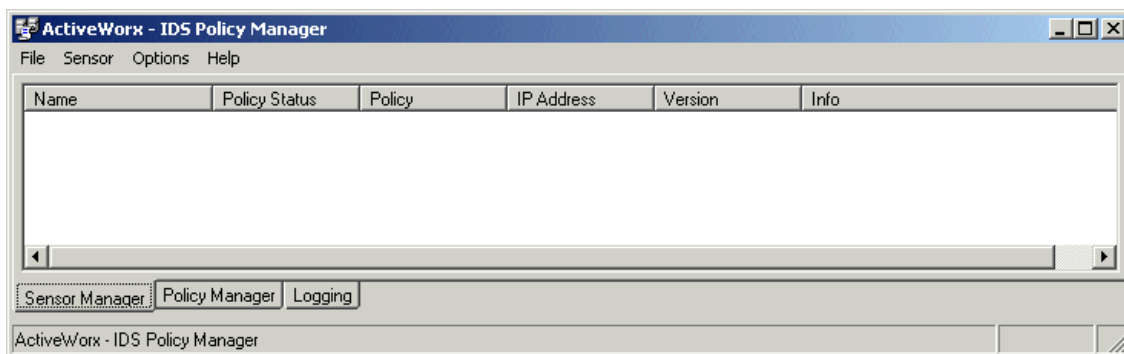 ActiveWorx - IDS Policy Manager
File Sensor Options Help
Name Policy Status Policy IP Address Version Info
Sensor Manager Policy Manager Logging
ActiveWorx - IDS Policy Manager